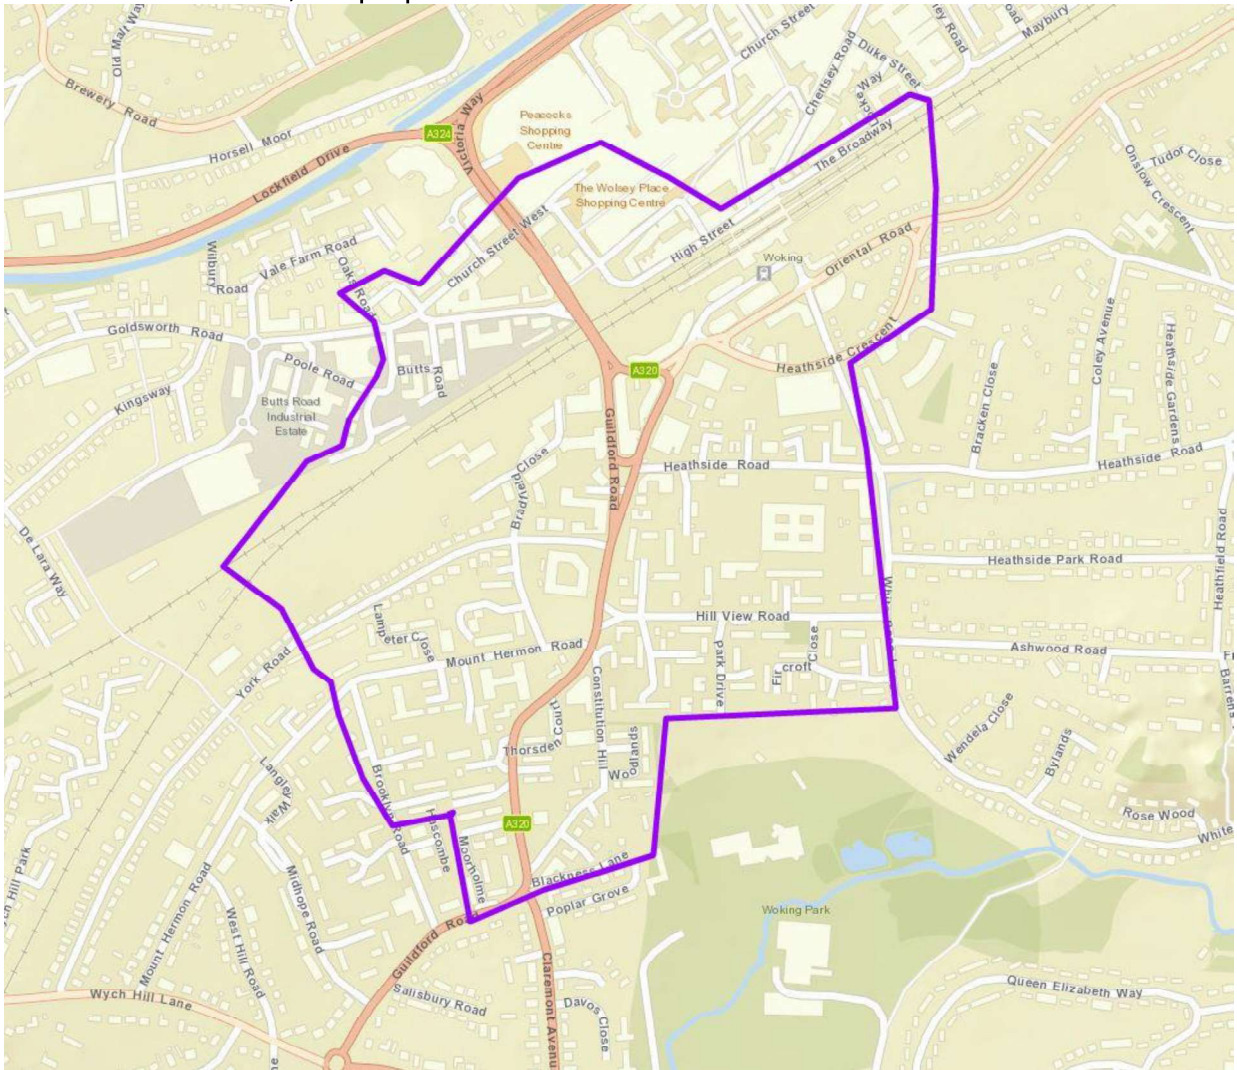 Old Malt Way
Brewery Road
Horsell Moor
Lockfield Drive
A324
Victoria Way
Peacocks
Shopping
Centre
Church Street
Chertsey Road
Duke Street
Way
Road
Maybury
The Broadway
Onslow Crescent
Tudor Close
The Wolsey Place
Shopping Centre
High Street
Church Street West
Woking
Oriental Road
Wilbury
Road
Vale Farm Road
Oaks Road
Goldsworth Road
Poole Road
Butts Road
Butts Road
Industrial
Estate
Kingsway
A320
Heathside Crescent
Guildford Road
Coley Avenue
Heathside Gardens
Bracken Close
Heathside Road
Heathside Road
Bradfield Close
De Lara Way
Heathside Park Road
Heathfield Road
Hill View Road
Ashwood Road
Lampeter Close
Mount Hermon Road
York Road
Constitution Hill
Park Drive
Fircroft Close
Thorsden Court
Woodlands
Wendela Close
Bylands
Rose Wood
White
Langley Walk
Brooklyn Road
Hascombe
Moorholme
A320
Blackness Lane
Poplar Grove
Woking Park
Midhope Road
Mount Hermon Road
West Hill Road
Guildford Road
Wych Hill Lane
Salisbury Road
Claremont Avenu
Davos Close
Queen Elizabeth Way